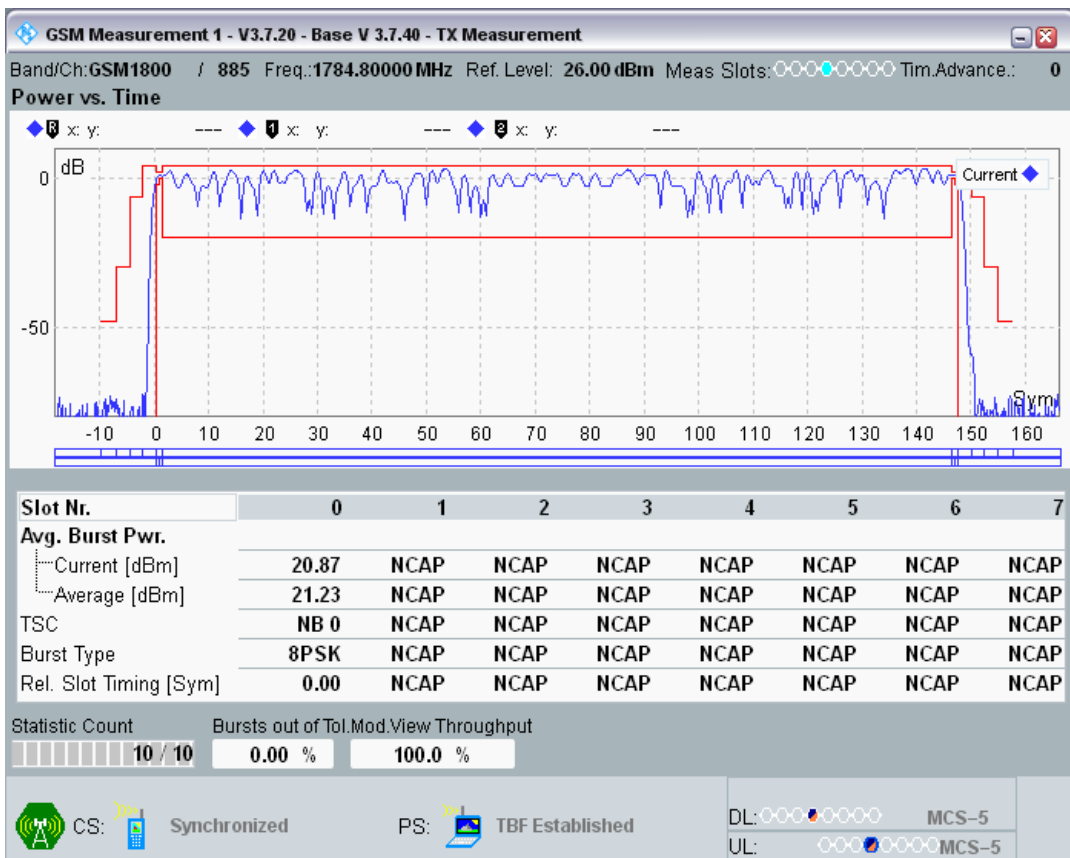 GSM Measurement 1 - V3.7.20 - Base V 3.7.40 - TX Measurement
Band/Ch:GSM1800 / 885 Freq.:1784.80000 MHz Ref. Level: 26.00 dBm Meas Slots: Tim.Advance.: 0
Power vs. Time
R x: y: --- 1 x: y: --- 2 x: y: ---
dB
Current
0
-50
Sym
-10 0 10 20 30 40 50 60 70 80 90 100 110 120 130 140 150 160
Slot Nr. 0 1 2 3 4 5 6 7
Avg. Burst Pwr.
Current [dBm] 20.87 NCAP NCAP NCAP NCAP NCAP NCAP NCAP
Average [dBm] 21.23 NCAP NCAP NCAP NCAP NCAP NCAP NCAP
TSC NB 0 NCAP NCAP NCAP NCAP NCAP NCAP NCAP
Burst Type 8PSK NCAP NCAP NCAP NCAP NCAP NCAP NCAP
Rel. Slot Timing [Sym] 0.00 NCAP NCAP NCAP NCAP NCAP NCAP NCAP
Statistic Count Bursts out of Tol.Mod.View Throughput
10 / 10 0.00 % 100.0 %
CS: Synchronized PS: TBF Established
DL: MCS-5
UL: MCS-5